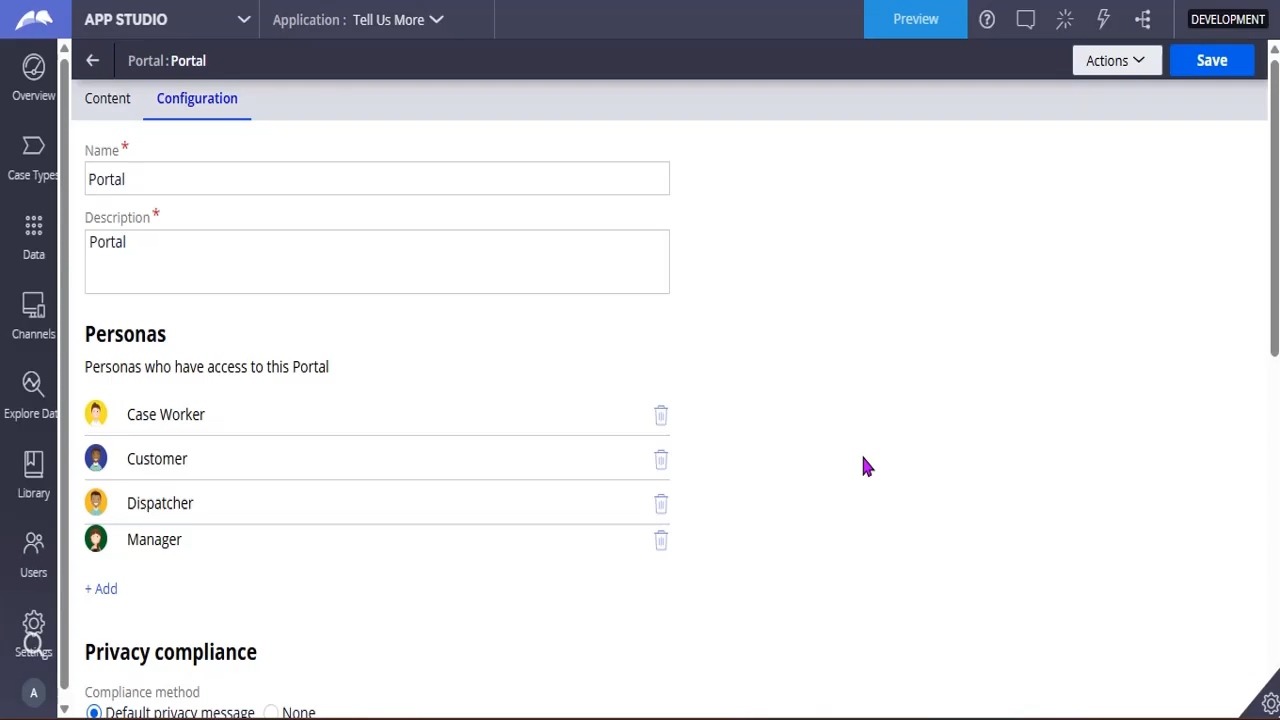 APP STUDIO
Application : Tell Us More
Preview
DEVELOPMENT
Portal : Portal
Actions
Save
Overview
Case Types
Data
Channels
Explore Dat
Library
Users
Settings
A
Content
Configuration
Name *
Portal
Description *
Portal
Personas
Personas who have access to this Portal
Case Worker
Customer
Dispatcher
Manager
+ Add
Privacy compliance
Compliance method
Default privacy message
None